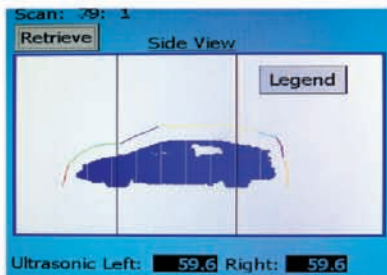 Scan: 79: 1
Retrieve
Side View
Legend
Ultrasonic Left: 59.6 Right: 59.6